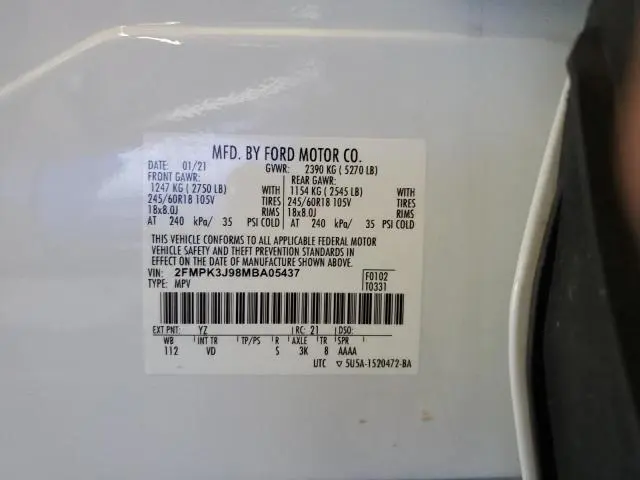 MFD. BY FORD MOTOR CO.
DATE: 01/21 GVWR: 2390 KG ( 5270 LB)
FRONT GAWR: REAR GAWR:
1247 KG ( 2750 LB) WITH 1154 KG ( 2545 LB) WITH
245/60R18 105V TIRES 245/60R18 105V TIRES
18x8.0J RIMS 18x8.0J RIMS
AT 240 kPa/ 35 PSI COLD AT 240 kPa/ 35 PSI COLD
THIS VEHICLE CONFORMS TO ALL APPLICABLE FEDERAL MOTOR
VEHICLE SAFETY AND THEFT PREVENTION STANDARDS IN
EFFECT ON THE DATE OF MANUFACTURE SHOWN ABOVE.
VIN: 2FMPK3J98MBA05437 F0102
TYPE: MPV T0331
EXT PNT: YZ RC: 21 DSO:
WB INT TR TP/PS R AXLE TR SPR
112 VD S 3K 8 AAAA
UTC ▽ 5U5A-1520472-BA